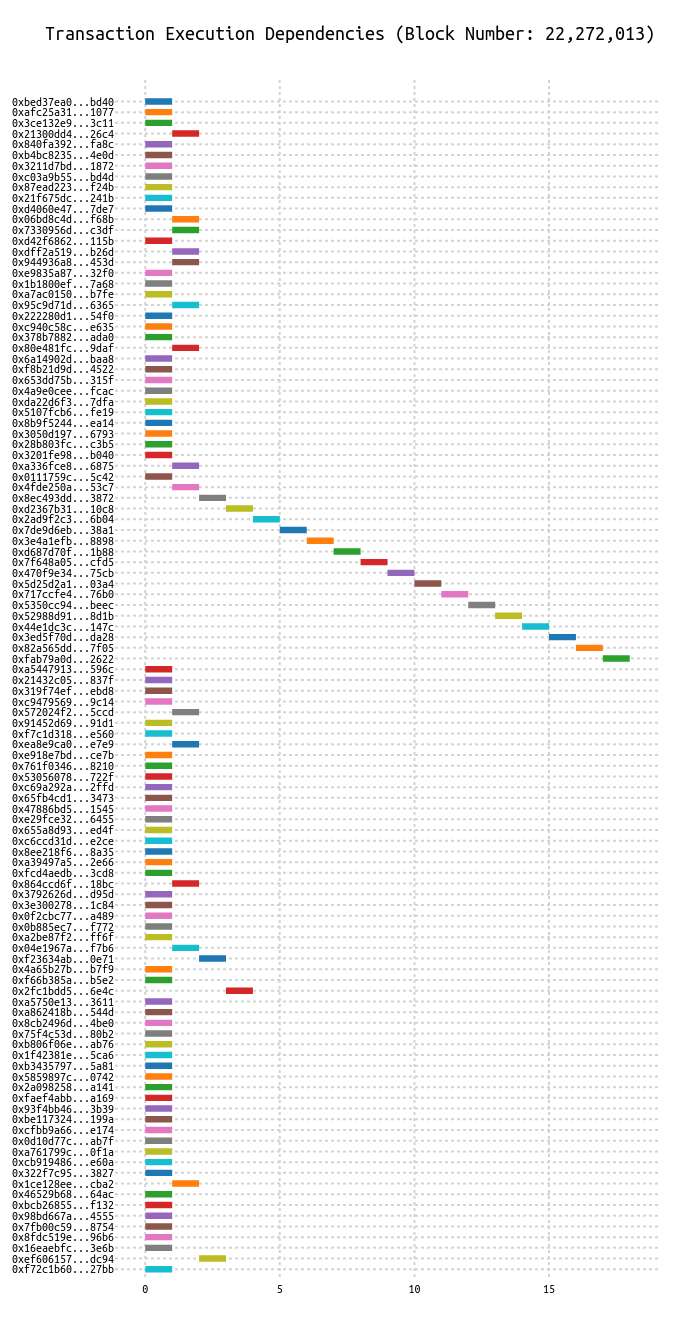 Transaction Execution Dependencies (Block Number: 22,272,013)
0xbed37ea0...bd40
0xafc25a31...1077
0x3ce132e9...3c11
0x21300dd4...26c4
0x840fa392...fa8c
0xb4bc8235...4e0d
0x3211d7bd...1872
0xc03a9b55...bd4d
0x87ead223...f24b
0x21f675dc...241b
0xd4060e47...7de7
0x06bd8c4d...f68b
0x7330956d...c3df
0xd42f6862...115b
0xdff2a519...b26d
0x944936a8...453d
0xe9835a87...32f0
0x1b1800ef...7a68
0xa7ac0150...b7fe
0x95c9d71d...6365
0x222280d1...54f0
0xc940c58c...e635
0x378b7882...ada0
0x80e481fc...9daf
0x6a14902d...baa8
0xf8b21d9d...4522
0x653dd75b...315f
0x4a9e0cee...fcac
0xda22d6f3...7dfa
0x5107fcb6...fe19
0x8b9f5244...ea14
0x3050d197...6793
0x28b803fc...c3b5
0x3201fe98...b040
0xa336fce8...6875
0x0111759c...5c42
0x4fde250a...53c7
0x8ec493dd...3872
0xd2367b31...10c8
0x2ad9f2c3...6b04
0x7de9d6eb...38a1
0x3e4a1efb...8898
0xd687d70f...1b88
0x7f648a05...cfd5
0x470f9e34...75cb
0x5d25d2a1...03a4
0x717ccfe4...76b0
0x5350cc94...beec
0x52988d91...8d1b
0x44e1dc3c...147c
0x3ed5f70d...da28
0x82a565dd...7f05
0xfab79a0d...2622
0xa5447913...596c
0x21432c05...837f
0x319f74ef...ebd8
0xc9479569...9c14
0x572024f2...5ccd
0x91452d69...91d1
0xf7c1d318...e560
0xea8e9ca0...e7e9
0xe918e7bd...ce7b
0x761f0346...8210
0x53056078...722f
0xc69a292a...2ffd
0x65fb4cd1...3473
0x47886bd5...1545
0xe29fce32...6455
0x655a8d93...ed4f
0xc6ccd31d...e2ce
0x8ee218f6...8a35
0xa39497a5...2e66
0xfcd4aedb...3cd8
0x864ccd6f...18bc
0x3792626d...d95d
0x3e300278...1c84
0x0f2cbc77...a489
0x0b885ec7...f772
0xa2be87f2...ff6f
0x04e1967a...f7b6
0xf23634ab...0e71
0x4a65b27b...b7f9
0xf66b385a...b5e2
0x2fc1bdd5...6e4c
0xa5750e13...3611
0xa862418b...544d
0x8cb2496d...4be0
0x75f4c53d...80b2
0xb806f06e...ab76
0x1f42381e...5ca6
0xb3435797...5a81
0x5859897c...0742
0x2a098258...a141
0xfaef4abb...a169
0x93f4bb46...3b39
0xbe117324...199a
0xcfbb9a66...e174
0x0d10d77c...ab7f
0xa761799c...0f1a
0xcb919486...e60a
0x322f7c95...3827
0x1ce128ee...cba2
0x46529b68...64ac
0xbcb26855...f132
0x98bd667a...4555
0x7fb00c59...8754
0x8fdc519e...96b6
0x16eaebfc...3e6b
0xef606157...dc94
0xf72c1b60...27bb
0 5 10 15